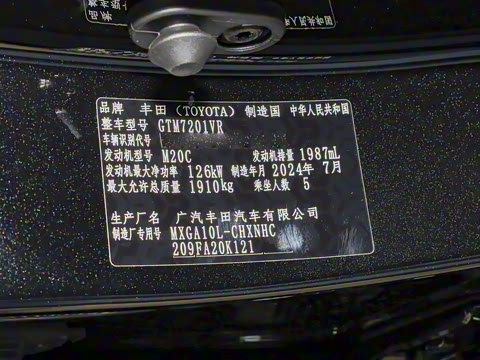 品牌 丰田（TOYOTA） 制造国 中华人民共和国
整车型号 GTM7201VR
车辆识别代号
发动机型号 M20C 发动机排量 1987mL
发动机最大净功率 126kW 制造年月 2024年 7月
最大允许总质量 1910kg 乘坐人数 5
生产厂名 广汽丰田汽车有限公司
制造厂专用号 MXGA10L-CHXNHC
209FA20K121